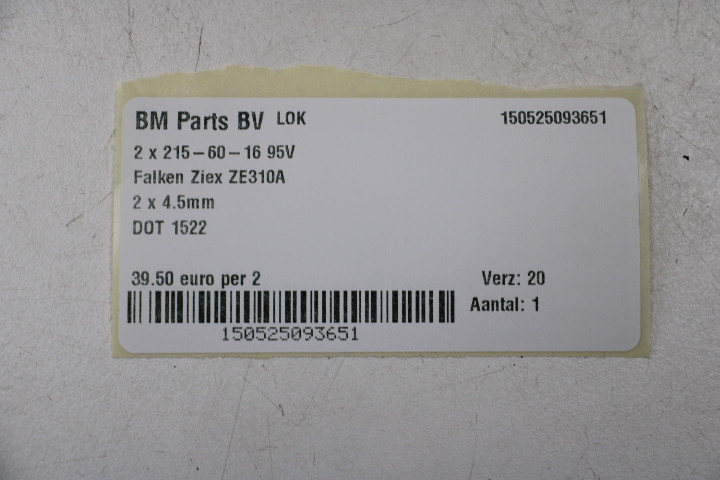 BM Parts BV LOK 150525093651
2 x 215-60-16 95V
Falken Ziex ZE310A
2 x 4.5mm
DOT 1522
39.50 euro per 2 Verz: 20
Aantal: 1
150525093651